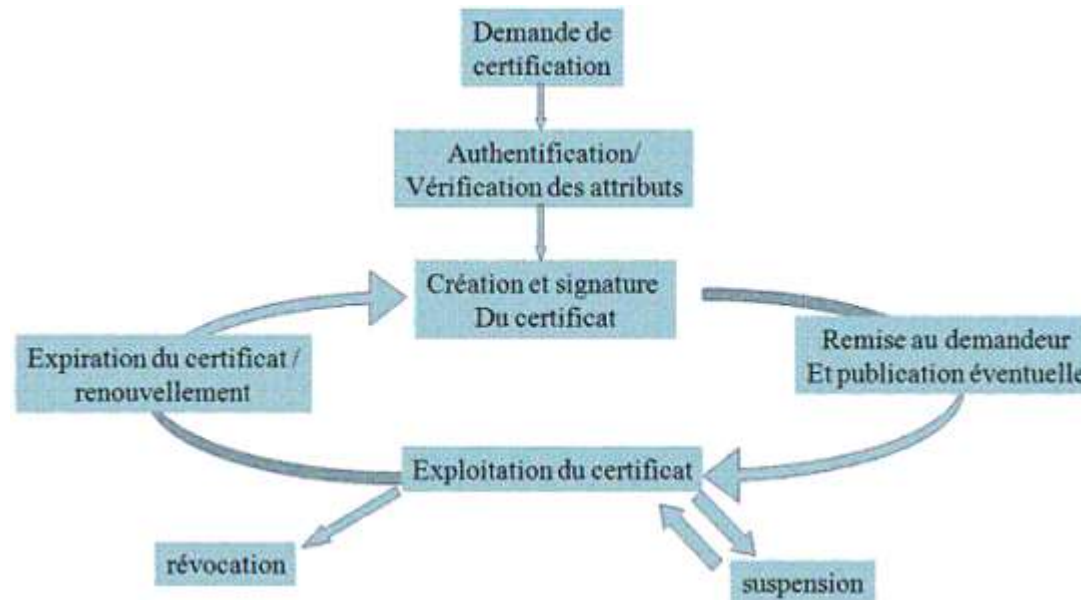 Demande de
certification
Authentification/
Vérification des attributs
Création et signature
Du certificat
Expiration du certificat /
renouvellement
Remise au demandeur
Et publication éventuelle
Exploitation du certificat
révocation
suspension